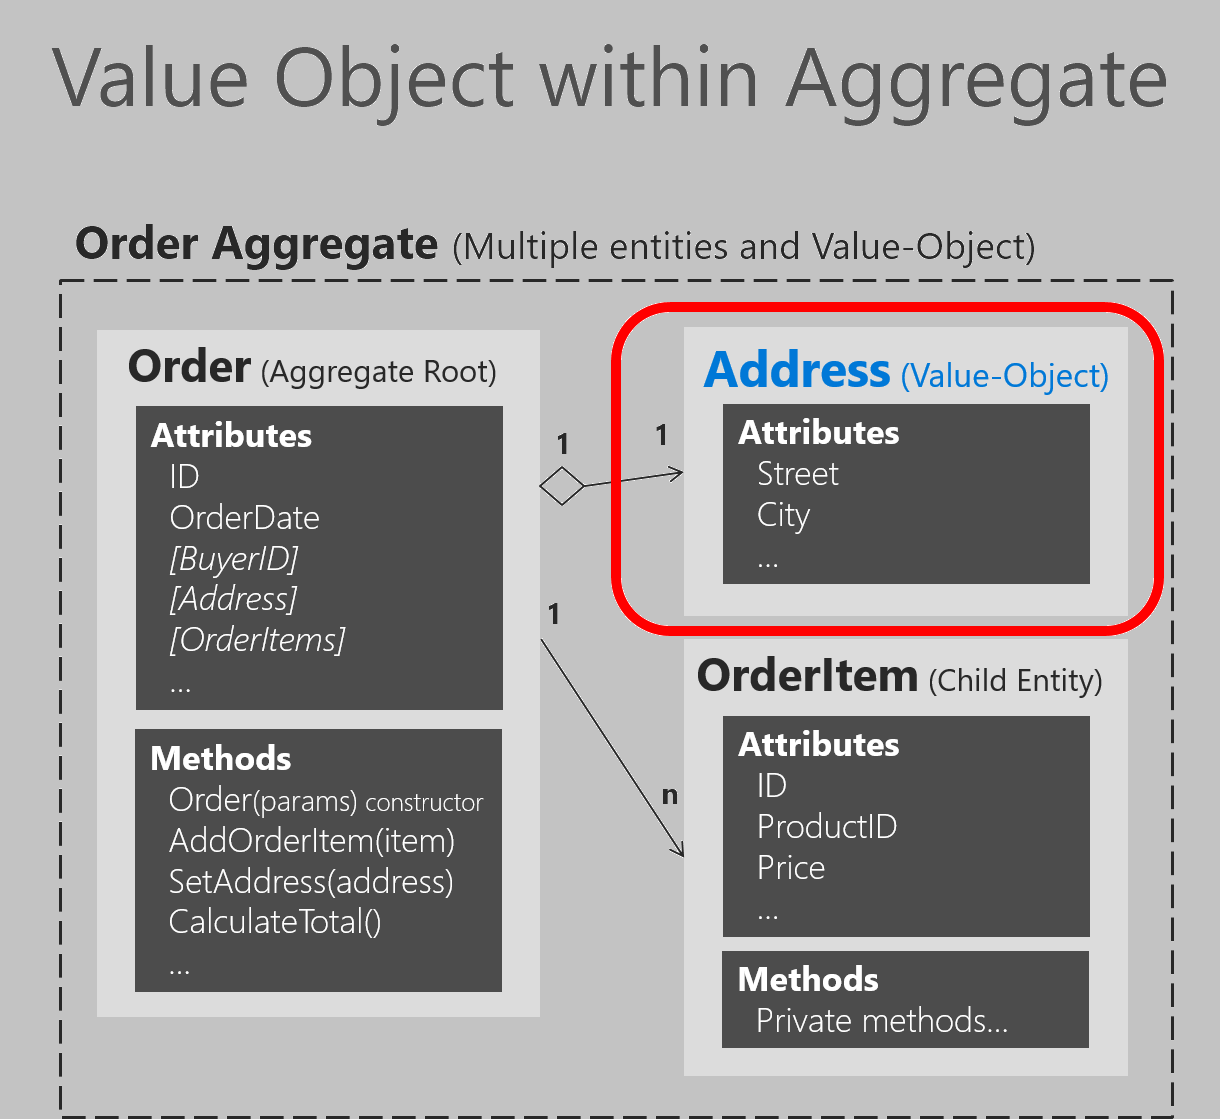 Value Object within Aggregate
Order Aggregate (Multiple entities and Value-Object)
Order (Aggregate Root)
Attributes
ID
OrderDate
[BuyerID]
[Address]
[OrderItems]
...
Methods
Order(params) constructor
AddOrderItem(item)
SetAddress(address)
CalculateTotal()
...
1
1
Address (Value-Object)
Attributes
Street
City
...
1
n
OrderItem (Child Entity)
Attributes
ID
ProductID
Price
...
Methods
Private methods...